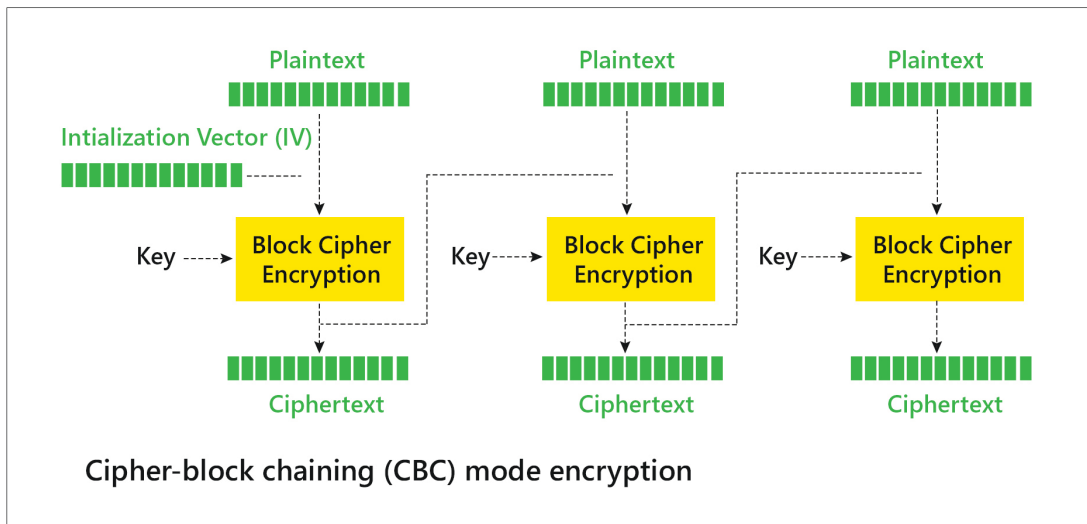 Plaintext
Plaintext
Plaintext
Intialization Vector (IV)
Key
Block Cipher
Encryption
Key
Block Cipher
Encryption
Key
Block Cipher
Encryption
Ciphertext
Ciphertext
Ciphertext
Cipher-block chaining (CBC) mode encryption